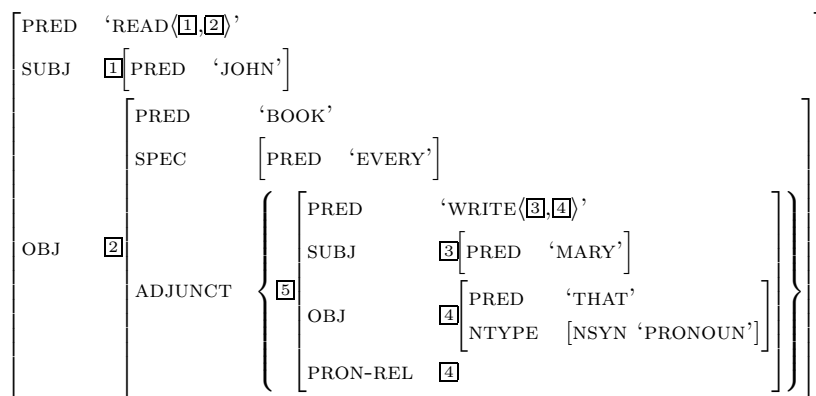 PRED ‘READ⟨1,2⟩’
SUBJ 1[PRED ‘JOHN’]
PRED ‘BOOK’
SPEC [PRED ‘EVERY’]
PRED ‘WRITE⟨3,4⟩’
SUBJ 3[PRED ‘MARY’]
OBJ 2
ADJUNCT 5
PRED ‘THAT’
OBJ 4
NTYPE [NSYN ‘PRONOUN’]
PRON-REL 4